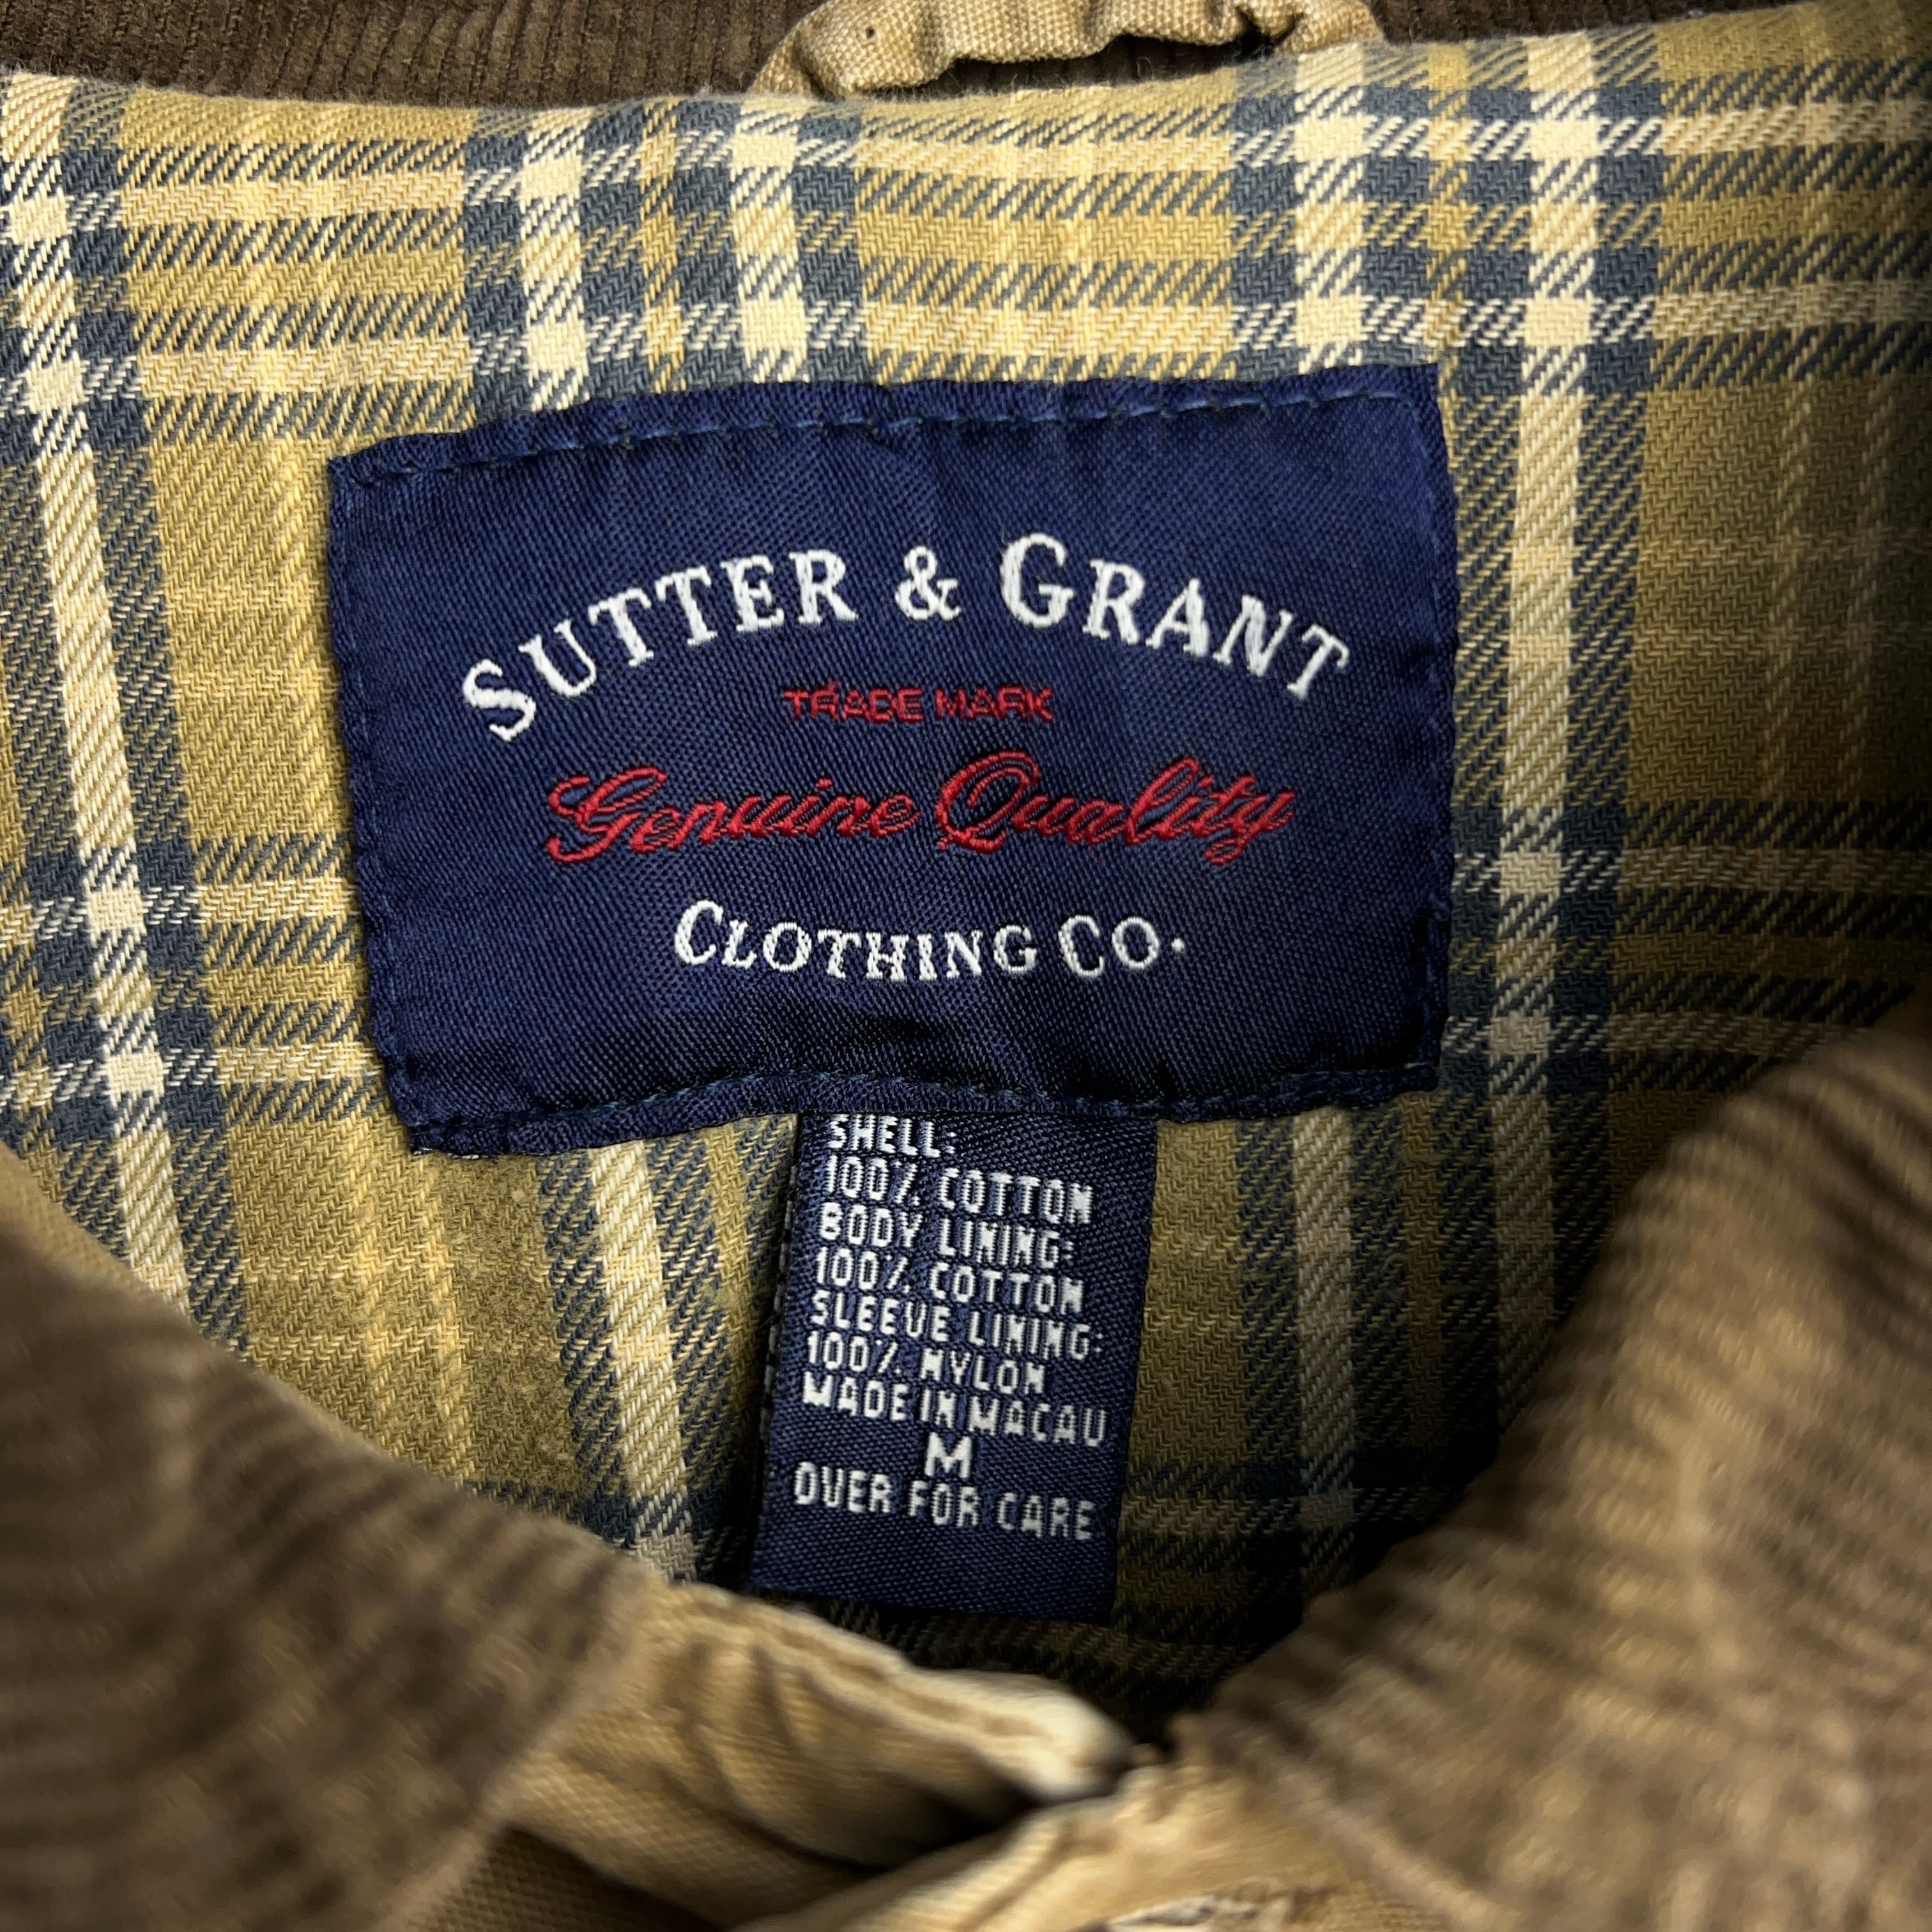 SUTTER & GRANT
TRADE MARK
Genuine Quality
CLOTHING CO.
SHELL:
100% COTTON
BODY LINING:
100% COTTON
SLEEVE LINING:
100% NYLON
MADE IN MACAU
M
OVER FOR CARE